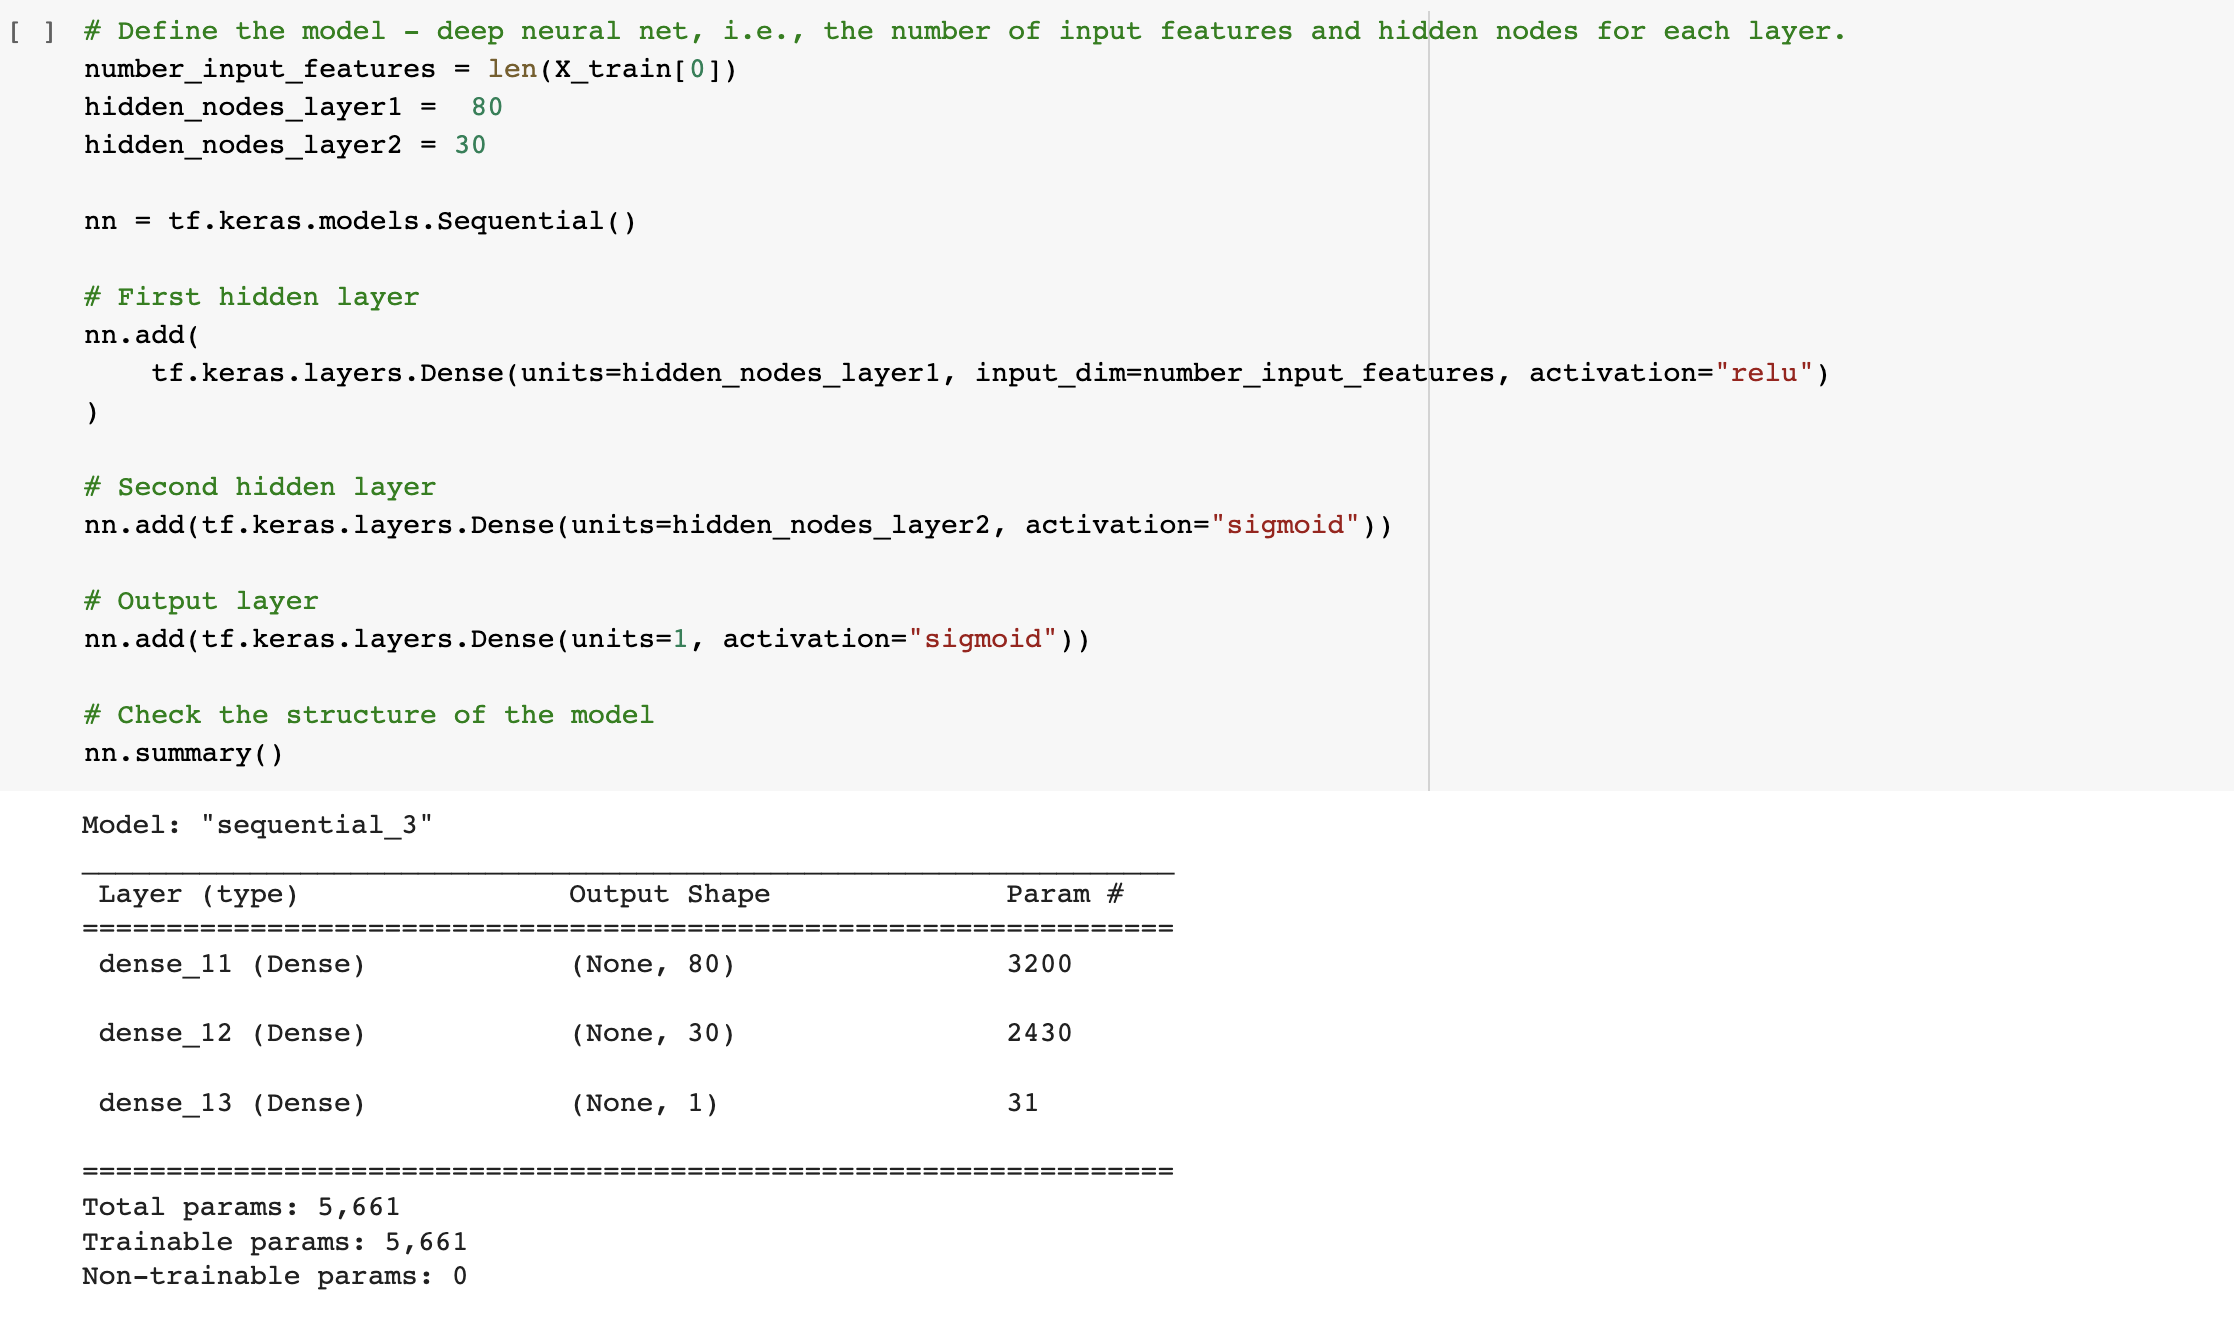 [ ] # Define the model - deep neural net, i.e., the number of input features and hidden nodes for each layer.
number_input_features = len(X_train[0])
hidden_nodes_layer1 =  80
hidden_nodes_layer2 = 30
nn = tf.keras.models.Sequential()
# First hidden layer
nn.add(
    tf.keras.layers.Dense(units=hidden_nodes_layer1, input_dim=number_input_features, activation="relu")
)
# Second hidden layer
nn.add(tf.keras.layers.Dense(units=hidden_nodes_layer2, activation="sigmoid"))
# Output layer
nn.add(tf.keras.layers.Dense(units=1, activation="sigmoid"))
# Check the structure of the model
nn.summary()
Model: "sequential_3"
_________________________________________________________________
 Layer (type)                Output Shape              Param #
=================================================================
 dense_11 (Dense)            (None, 80)                3200
 dense_12 (Dense)            (None, 30)                2430
 dense_13 (Dense)            (None, 1)                 31
=================================================================
Total params: 5,661
Trainable params: 5,661
Non-trainable params: 0